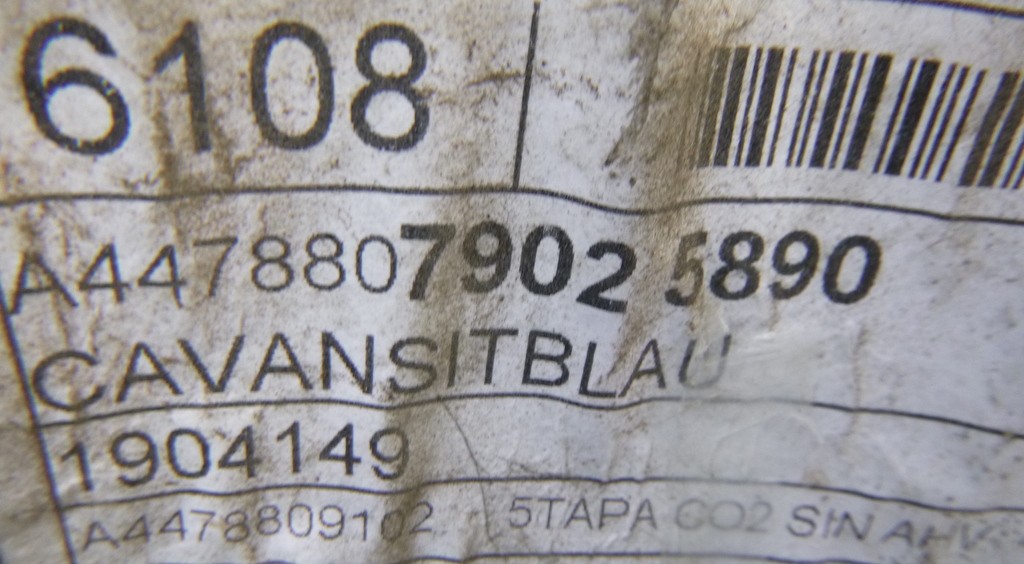 6108
A4478807902 5890
CAVANSITBLAU
1904149
A4478809102 5TAPA CO2 SIN AHV